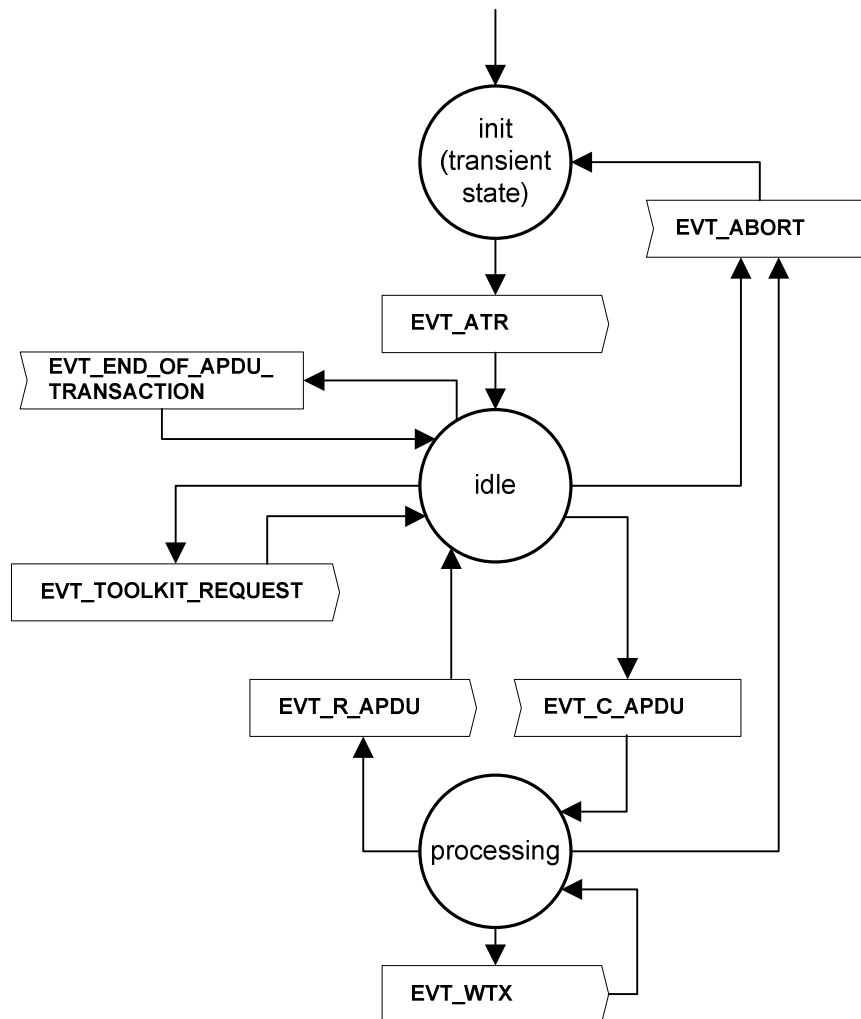 init
(transient
state)
EVT_ABORT
EVT_ATR
EVT_END_OF_APDU_
TRANSACTION
idle
EVT_TOOLKIT_REQUEST
EVT_R_APDU
EVT_C_APDU
processing
EVT_WTX